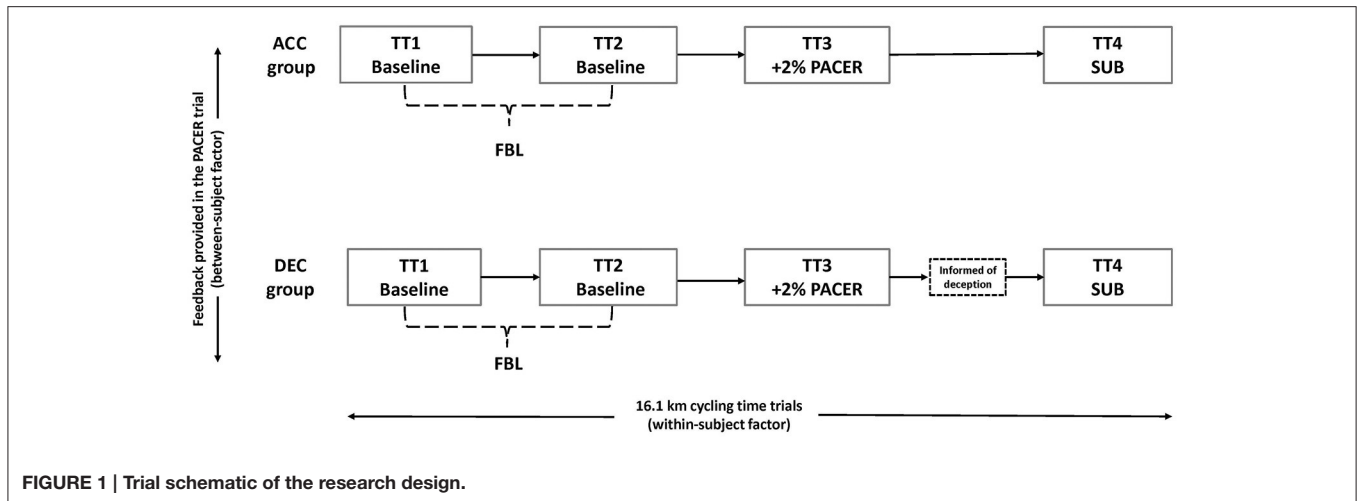 Feedback provided in the PACER trial
(between-subject factor)
ACC
group
TT1
Baseline
TT2
Baseline
TT3
+2% PACER
TT4
SUB
FBL
DEC
group
TT1
Baseline
TT2
Baseline
TT3
+2% PACER
Informed of
deception
TT4
SUB
FBL
16.1 km cycling time trials
(within-subject factor)
FIGURE 1 | Trial schematic of the research design.